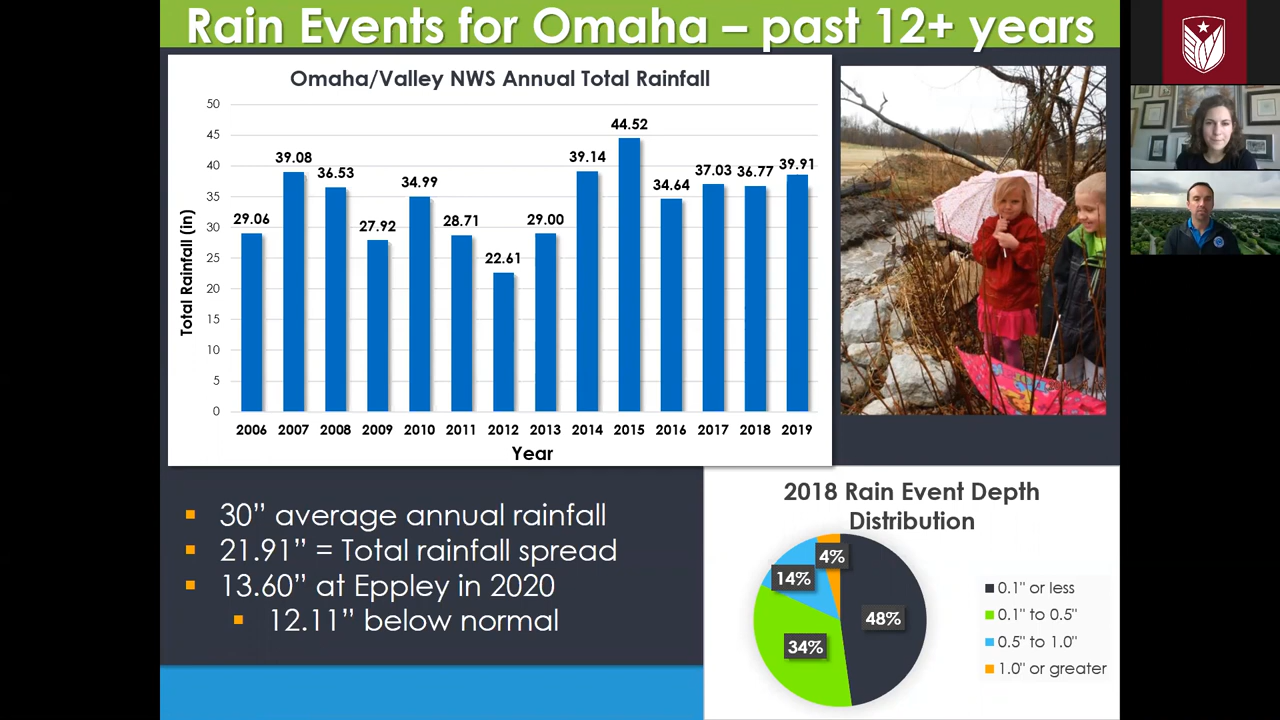 Rain Events for Omaha – past 12+ years
Omaha/Valley NWS Annual Total Rainfall
Total Rainfall (in)
50
45
40
35
30
25
20
15
10
5
0
29.06
39.08
36.53
27.92
34.99
28.71
22.61
29.00
39.14
44.52
34.64
37.03
36.77
39.91
2006 2007 2008 2009 2010 2011 2012 2013 2014 2015 2016 2017 2018 2019
Year
30” average annual rainfall
21.91” = Total rainfall spread
13.60” at Eppley in 2020
12.11” below normal
2018 Rain Event Depth
Distribution
4%
14%
48%
34%
0.1" or less
0.1" to 0.5"
0.5" to 1.0"
1.0" or greater